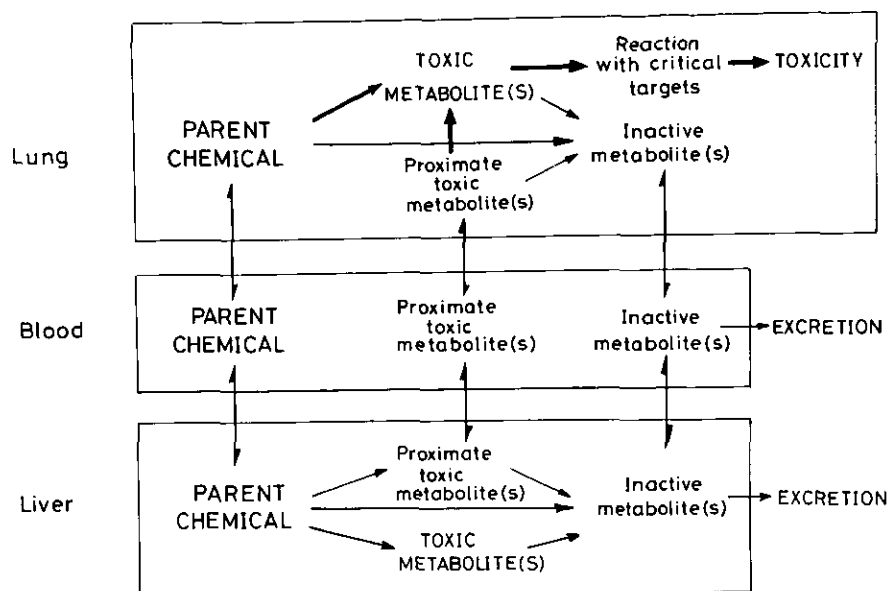 Lung
PARENT
CHEMICAL
TOXIC
METABOLITE(S)
Reaction
with critical
targets
TOXICITY
Proximate
toxic
metabolite(s)
Inactive
metabolite(s)
Blood
PARENT
CHEMICAL
Proximate
toxic
metabolite(s)
Inactive
metabolite(s)
EXCRETION
Liver
PARENT
CHEMICAL
Proximate
toxic
metabolite(s)
TOXIC
METABOLITE(S)
Inactive
metabolite(s)
EXCRETION